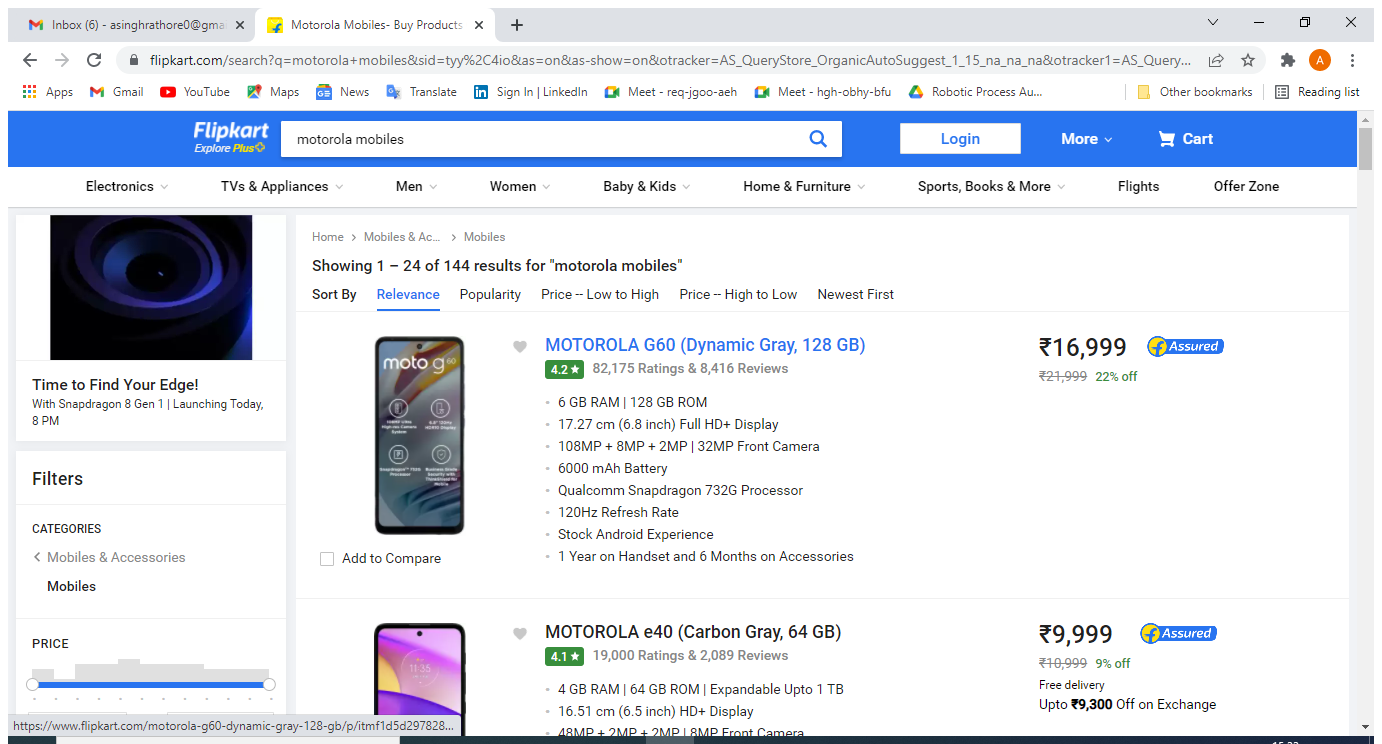 Inbox (6) - asinghrathore0@gma
Motorola Mobiles- Buy Products
flipkart.com/search?q=motorola+mobiles&sid=tyy%2C4io&as=on&as-show=on&otracker=AS_QueryStore_OrganicAutoSuggest_1_15_na_na_na&otracker1=AS_Query...
A
Apps
Gmail
YouTube
Maps
News
Translate
Sign In | LinkedIn
Meet - req-jgoo-aeh
Meet - hgh-obhy-bfu
Robotic Process Au...
Other bookmarks
Reading list
Flipkart
Explore Plus
motorola mobiles
Login
More
Cart
Electronics
TVs & Appliances
Men
Women
Baby & Kids
Home & Furniture
Sports, Books & More
Flights
Offer Zone
Time to Find Your Edge!
With Snapdragon 8 Gen 1 | Launching Today,
8 PM
Filters
CATEGORIES
Mobiles & Accessories
Mobiles
PRICE
Home
Mobiles & Ac...
Mobiles
Showing 1 – 24 of 144 results for "motorola mobiles"
Sort By
Relevance
Popularity
Price -- Low to High
Price -- High to Low
Newest First
moto g60
Add to Compare
MOTOROLA G60 (Dynamic Gray, 128 GB)
4.2 ★
82,175 Ratings & 8,416 Reviews
6 GB RAM | 128 GB ROM
17.27 cm (6.8 inch) Full HD+ Display
108MP + 8MP + 2MP | 32MP Front Camera
6000 mAh Battery
Qualcomm Snapdragon 732G Processor
120Hz Refresh Rate
Stock Android Experience
1 Year on Handset and 6 Months on Accessories
₹16,999
Assured
₹21,999 22% off
11:35
MOTOROLA e40 (Carbon Gray, 64 GB)
4.1 ★
19,000 Ratings & 2,089 Reviews
4 GB RAM | 64 GB ROM | Expandable Upto 1 TB
16.51 cm (6.5 inch) HD+ Display
48MP + 2MP + 2MP | 8MP Front Camera
₹9,999
Assured
₹10,999 9% off
Free delivery
Upto ₹9,300 Off on Exchange
https://www.flipkart.com/motorola-g60-dynamic-gray-128-gb/p/itmf1d5d297828...